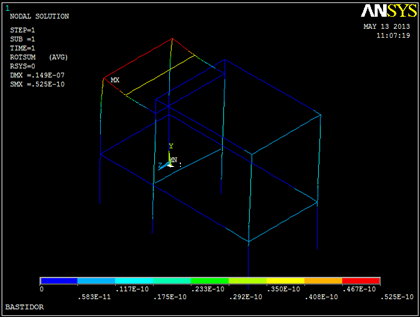 1
NODAL SOLUTION
STEP=1
SUB =1
TIME=1
ROTSUM (AVG)
RSYS=0
DMX =.149E-07
SMX =.525E-10
ANSYS
MAY 13 2013
11:07:19
MX
Y
Z
MN
0 .117E-10 .233E-10 .350E-10 .467E-10
.583E-11 .175E-10 .292E-10 .408E-10 .525E-10
BASTIDOR